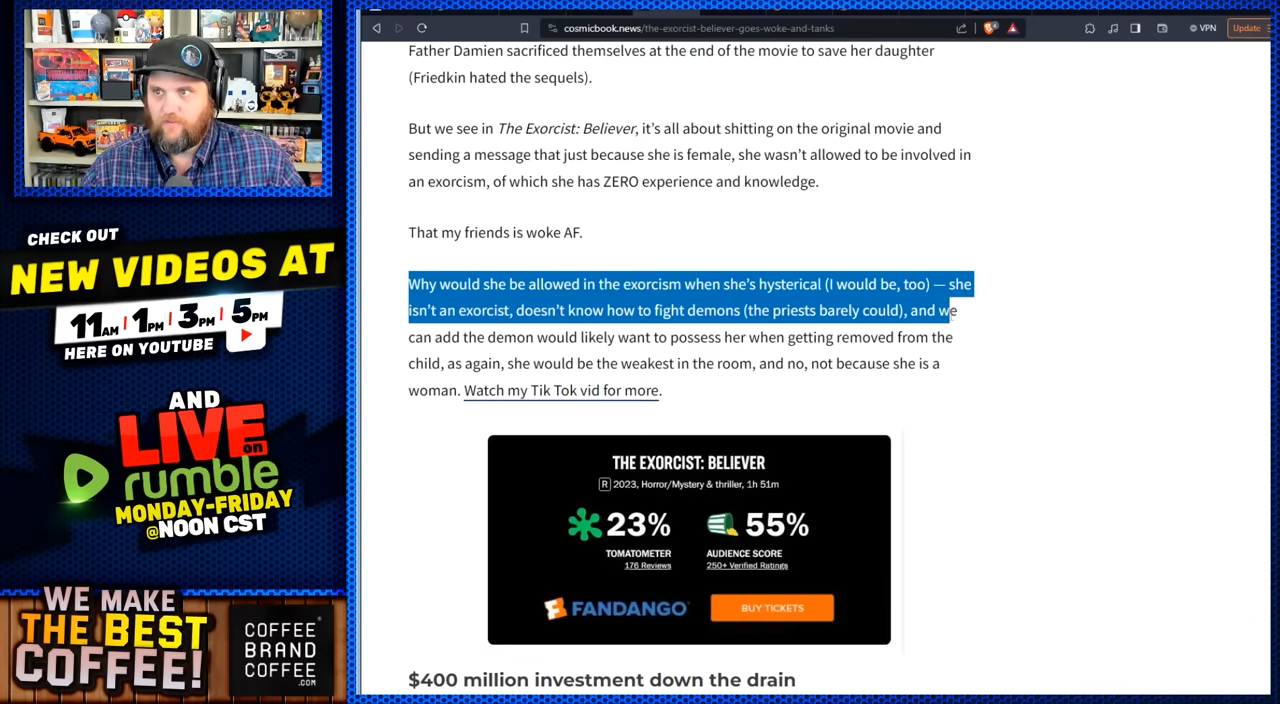 cosmicbook.news/the-exorcist-believer-goes-woke-and-tanks
VPN
Update
Father Damien sacrificed themselves at the end of the movie to save her daughter
(Friedkin hated the sequels).
But we see in The Exorcist: Believer, it’s all about shitting on the original movie and
sending a message that just because she is female, she wasn’t allowed to be involved in
an exorcism, of which she has ZERO experience and knowledge.
That my friends is woke AF.
Why would she be allowed in the exorcism when she’s hysterical (I would be, too) — she
isn’t an exorcist, doesn’t know how to fight demons (the priests barely could), and we
can add the demon would likely want to possess her when getting removed from the
child, as again, she would be the weakest in the room, and no, not because she is a
woman. Watch my Tik Tok vid for more.
THE EXORCIST: BELIEVER
R 2023, Horror/Mystery & thriller, 1h 51m
23%
55%
TOMATOMETER
AUDIENCE SCORE
176 Reviews
250+ Verified Ratings
FANDANGO
BUY TICKETS
$400 million investment down the drain
CHECK OUT
NEW VIDEOS AT
11AM | 1PM | 3PM | 5PM
HERE ON YOUTUBE
AND
LIVE on
rumble
MONDAY-FRIDAY
@NOON CST
WE MAKE
THE BEST
COFFEE!
COFFEE
BRAND
COFFEE
.COM